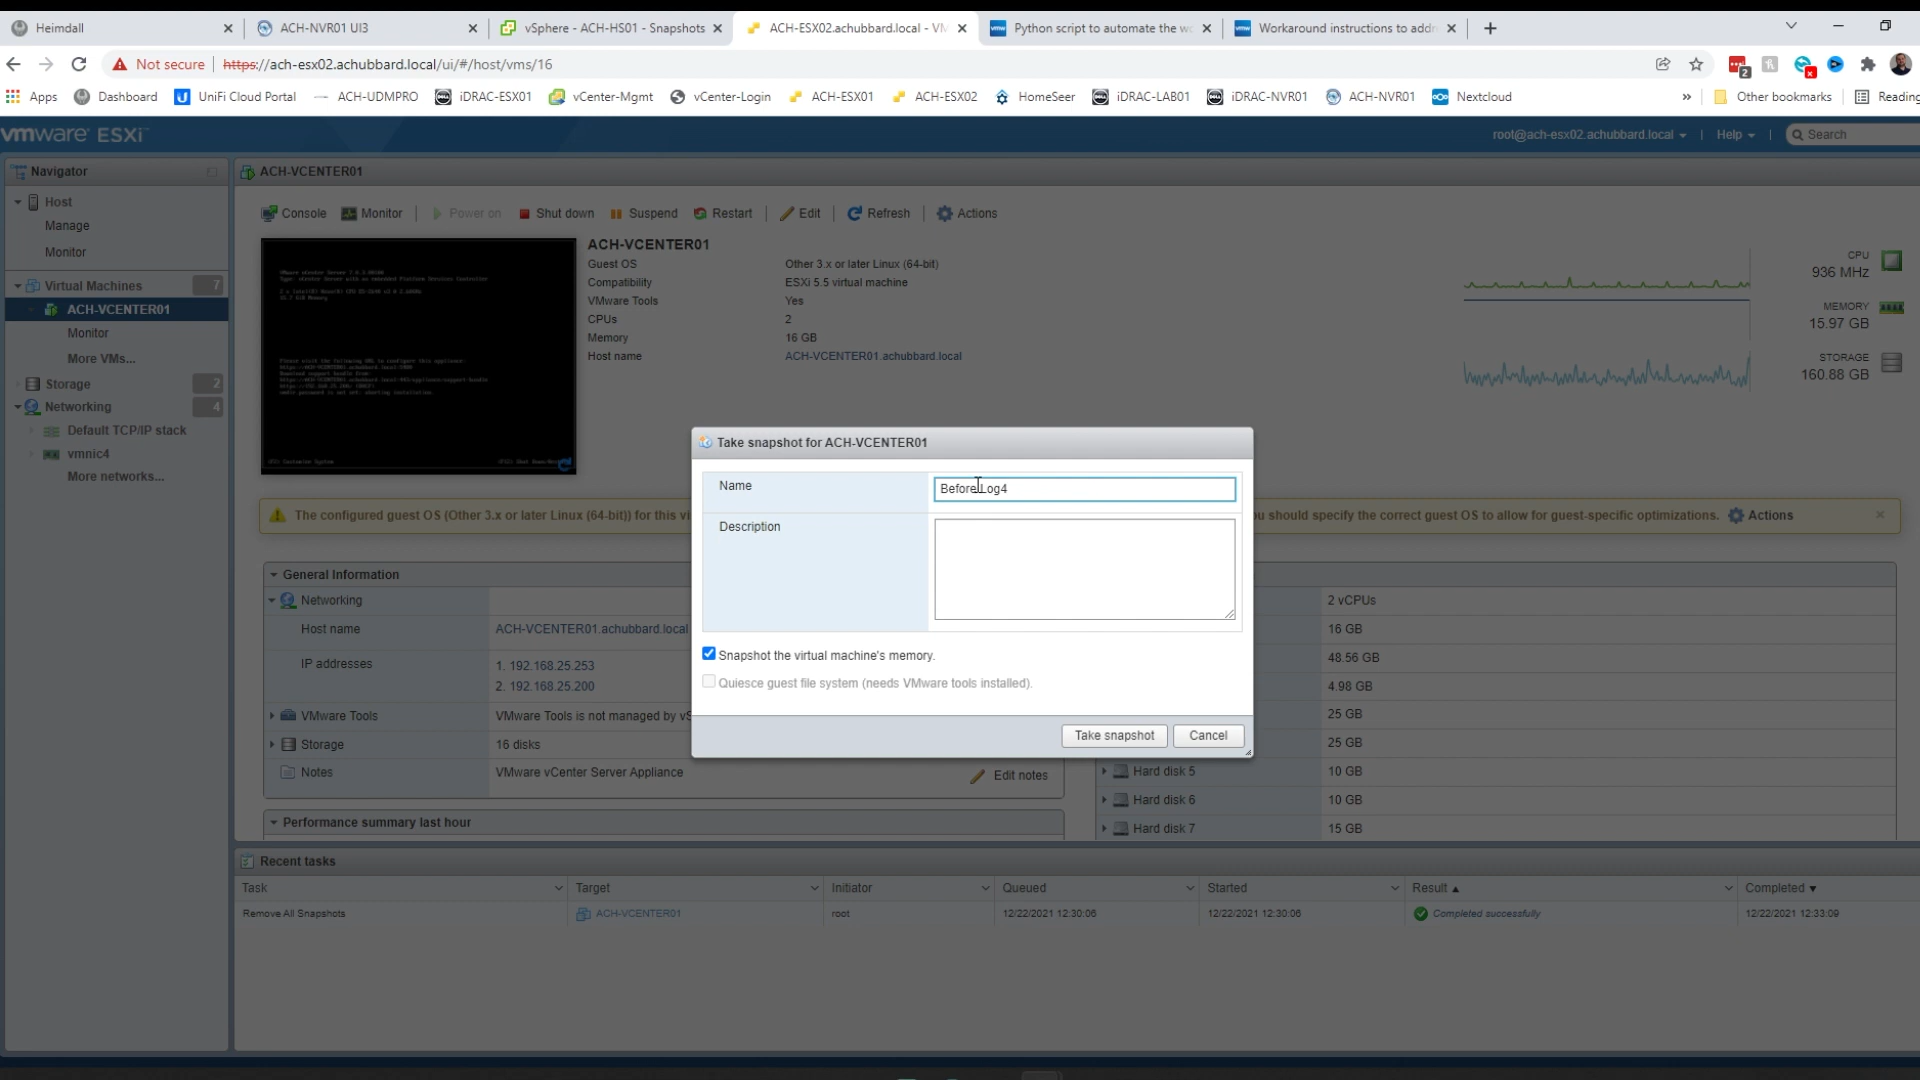 Heimdall
ACH-NVR01 UI3
vSphere - ACH-HS01 - Snapshots
ACH-ESX02.achubbard.local - VM
Python script to automate the wo
Workaround instructions to addr
Not secure
https://ach-esx02.achubbard.local/ui/#/host/vms/16
2
Apps
Dashboard
UniFi Cloud Portal
ACH-UDMPRO
iDRAC-ESX01
vCenter-Mgmt
vCenter-Login
ACH-ESX01
ACH-ESX02
HomeSeer
iDRAC-LAB01
iDRAC-NVR01
ACH-NVR01
Nextcloud
»
Other bookmarks
Reading
vmware ESXi
root@ach-esx02.achubbard.local
Help
Search
Navigator
Host
Manage
Monitor
Virtual Machines 7
ACH-VCENTER01
Monitor
More VMs...
Storage 2
Networking 4
Default TCP/IP stack
vmnic4
More networks...
ACH-VCENTER01
Console
Monitor
Power on
Shut down
Suspend
Restart
Edit
Refresh
Actions
ACH-VCENTER01
Guest OS Other 3.x or later Linux (64-bit)
Compatibility ESXi 5.5 virtual machine
VMware Tools Yes
CPUs 2
Memory 16 GB
Host name ACH-VCENTER01.achubbard.local
CPU
936 MHz
MEMORY
15.97 GB
STORAGE
160.88 GB
The configured guest OS (Other 3.x or later Linux (64-bit)) for this vi
u should specify the correct guest OS to allow for guest-specific optimizations. Actions
Take snapshot for ACH-VCENTER01
Name Before Log4
Description
Snapshot the virtual machine's memory.
Quiesce guest file system (needs VMware tools installed).
Take snapshot
Cancel
General Information
Networking
Host name ACH-VCENTER01.achubbard.local
IP addresses 1. 192.168.25.253
2. 192.168.25.200
VMware Tools VMware Tools is not managed by vS
Storage 16 disks
Notes VMware vCenter Server Appliance
Edit notes
Performance summary last hour
2 vCPUs
16 GB
48.56 GB
4.98 GB
25 GB
25 GB
Hard disk 5 10 GB
Hard disk 6 10 GB
Hard disk 7 15 GB
Recent tasks
Task Target Initiator Queued Started Result Completed
Remove All Snapshots ACH-VCENTER01 root 12/22/2021 12:30:06 12/22/2021 12:30:06 Completed successfully 12/22/2021 12:33:09